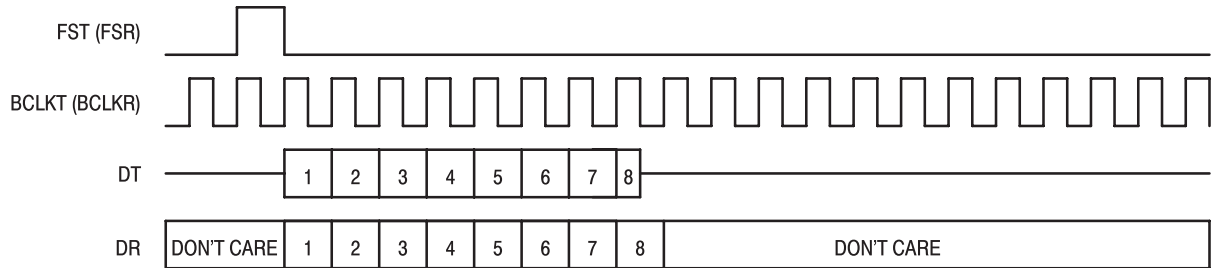 FST (FSR)
BCLKT (BCLKR)
DT 1 2 3 4 5 6 7 8
DR DON'T CARE 1 2 3 4 5 6 7 8 DON'T CARE